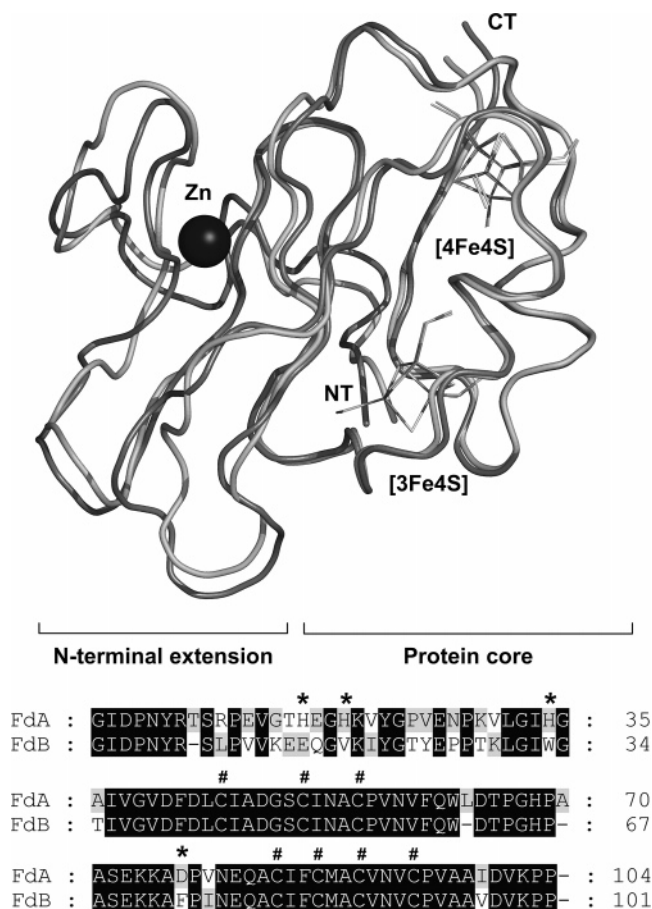 CT
Zn
[4Fe4S]
NT
[3Fe4S]
N-terminal extension Protein core
* * *
FdA : GIDPNYRTSRPEVGTHEGHKVYGPVENPKVLGIHG : 35
FdB : GIDPNYR-SLPVVKEEQGVKIYGTYEPPTKLGIWG : 34
# # #
FdA : AIVGVDFDLCIADGSCINACPVNVFQWLDTPGHPA : 70
FdB : TIVGVDFDLCIADGSCINACPVNVFQW-DTPGHP- : 67
* # # # #
FdA : ASEKKADPVNEQACIFCMACVNVCPVAAIDVKPP- : 104
FdB : ASEKKAFPINEQACIFCMACVNVCPVAAVDVKPP- : 101